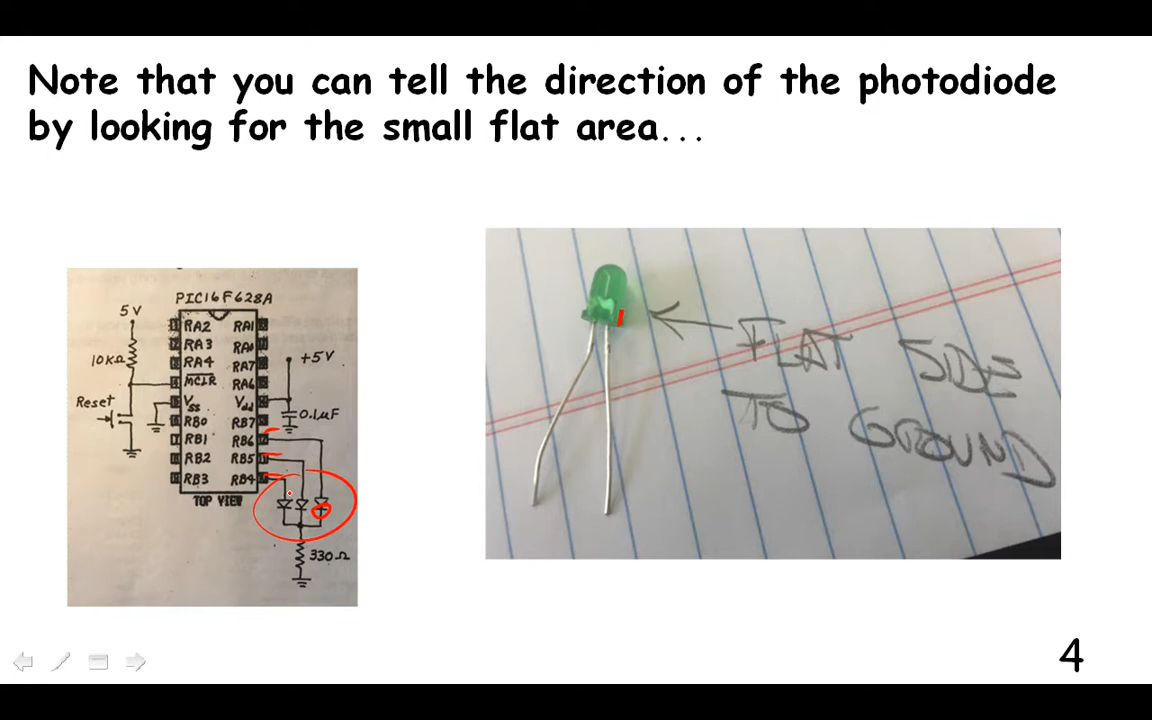 Note that you can tell the direction of the photodiode
by looking for the small flat area...
PIC16F628A
5V
RA2 RA1
RA3 RA0
10KΩ
RA4 RA7
+5V
MCLR RA6
Reset
Vss Vdd
0.1µF
RB0 RB7
RB1 RB6
RB2 RB5
RB3 RB4
TOP VIEW
330Ω
FLAT SIDE
TO GROUND
4